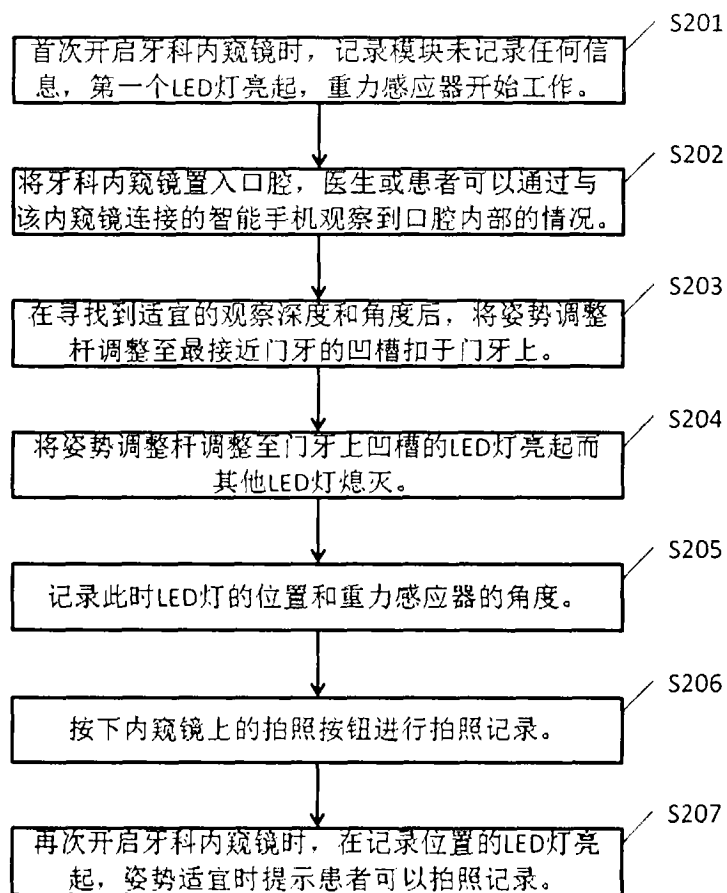 S201
首次开启牙科内窥镜时，记录模块未记录任何信
息，第一个LED灯亮起，重力感应器开始工作。
S202
将牙科内窥镜置入口腔，医生或患者可以通过与
该内窥镜连接的智能手机观察到口腔内部的情况。
S203
在寻找到适宜的观察深度和角度后，将姿势调整
杆调整至最接近门牙的凹槽扣于门牙上。
S204
将姿势调整杆调整至门牙上凹槽的LED灯亮起而
其他LED灯熄灭。
S205
记录此时LED灯的位置和重力感应器的角度。
S206
按下内窥镜上的拍照按钮进行拍照记录。
S207
再次开启牙科内窥镜时，在记录位置的LED灯亮
起，姿势适宜时提示患者可以拍照记录。